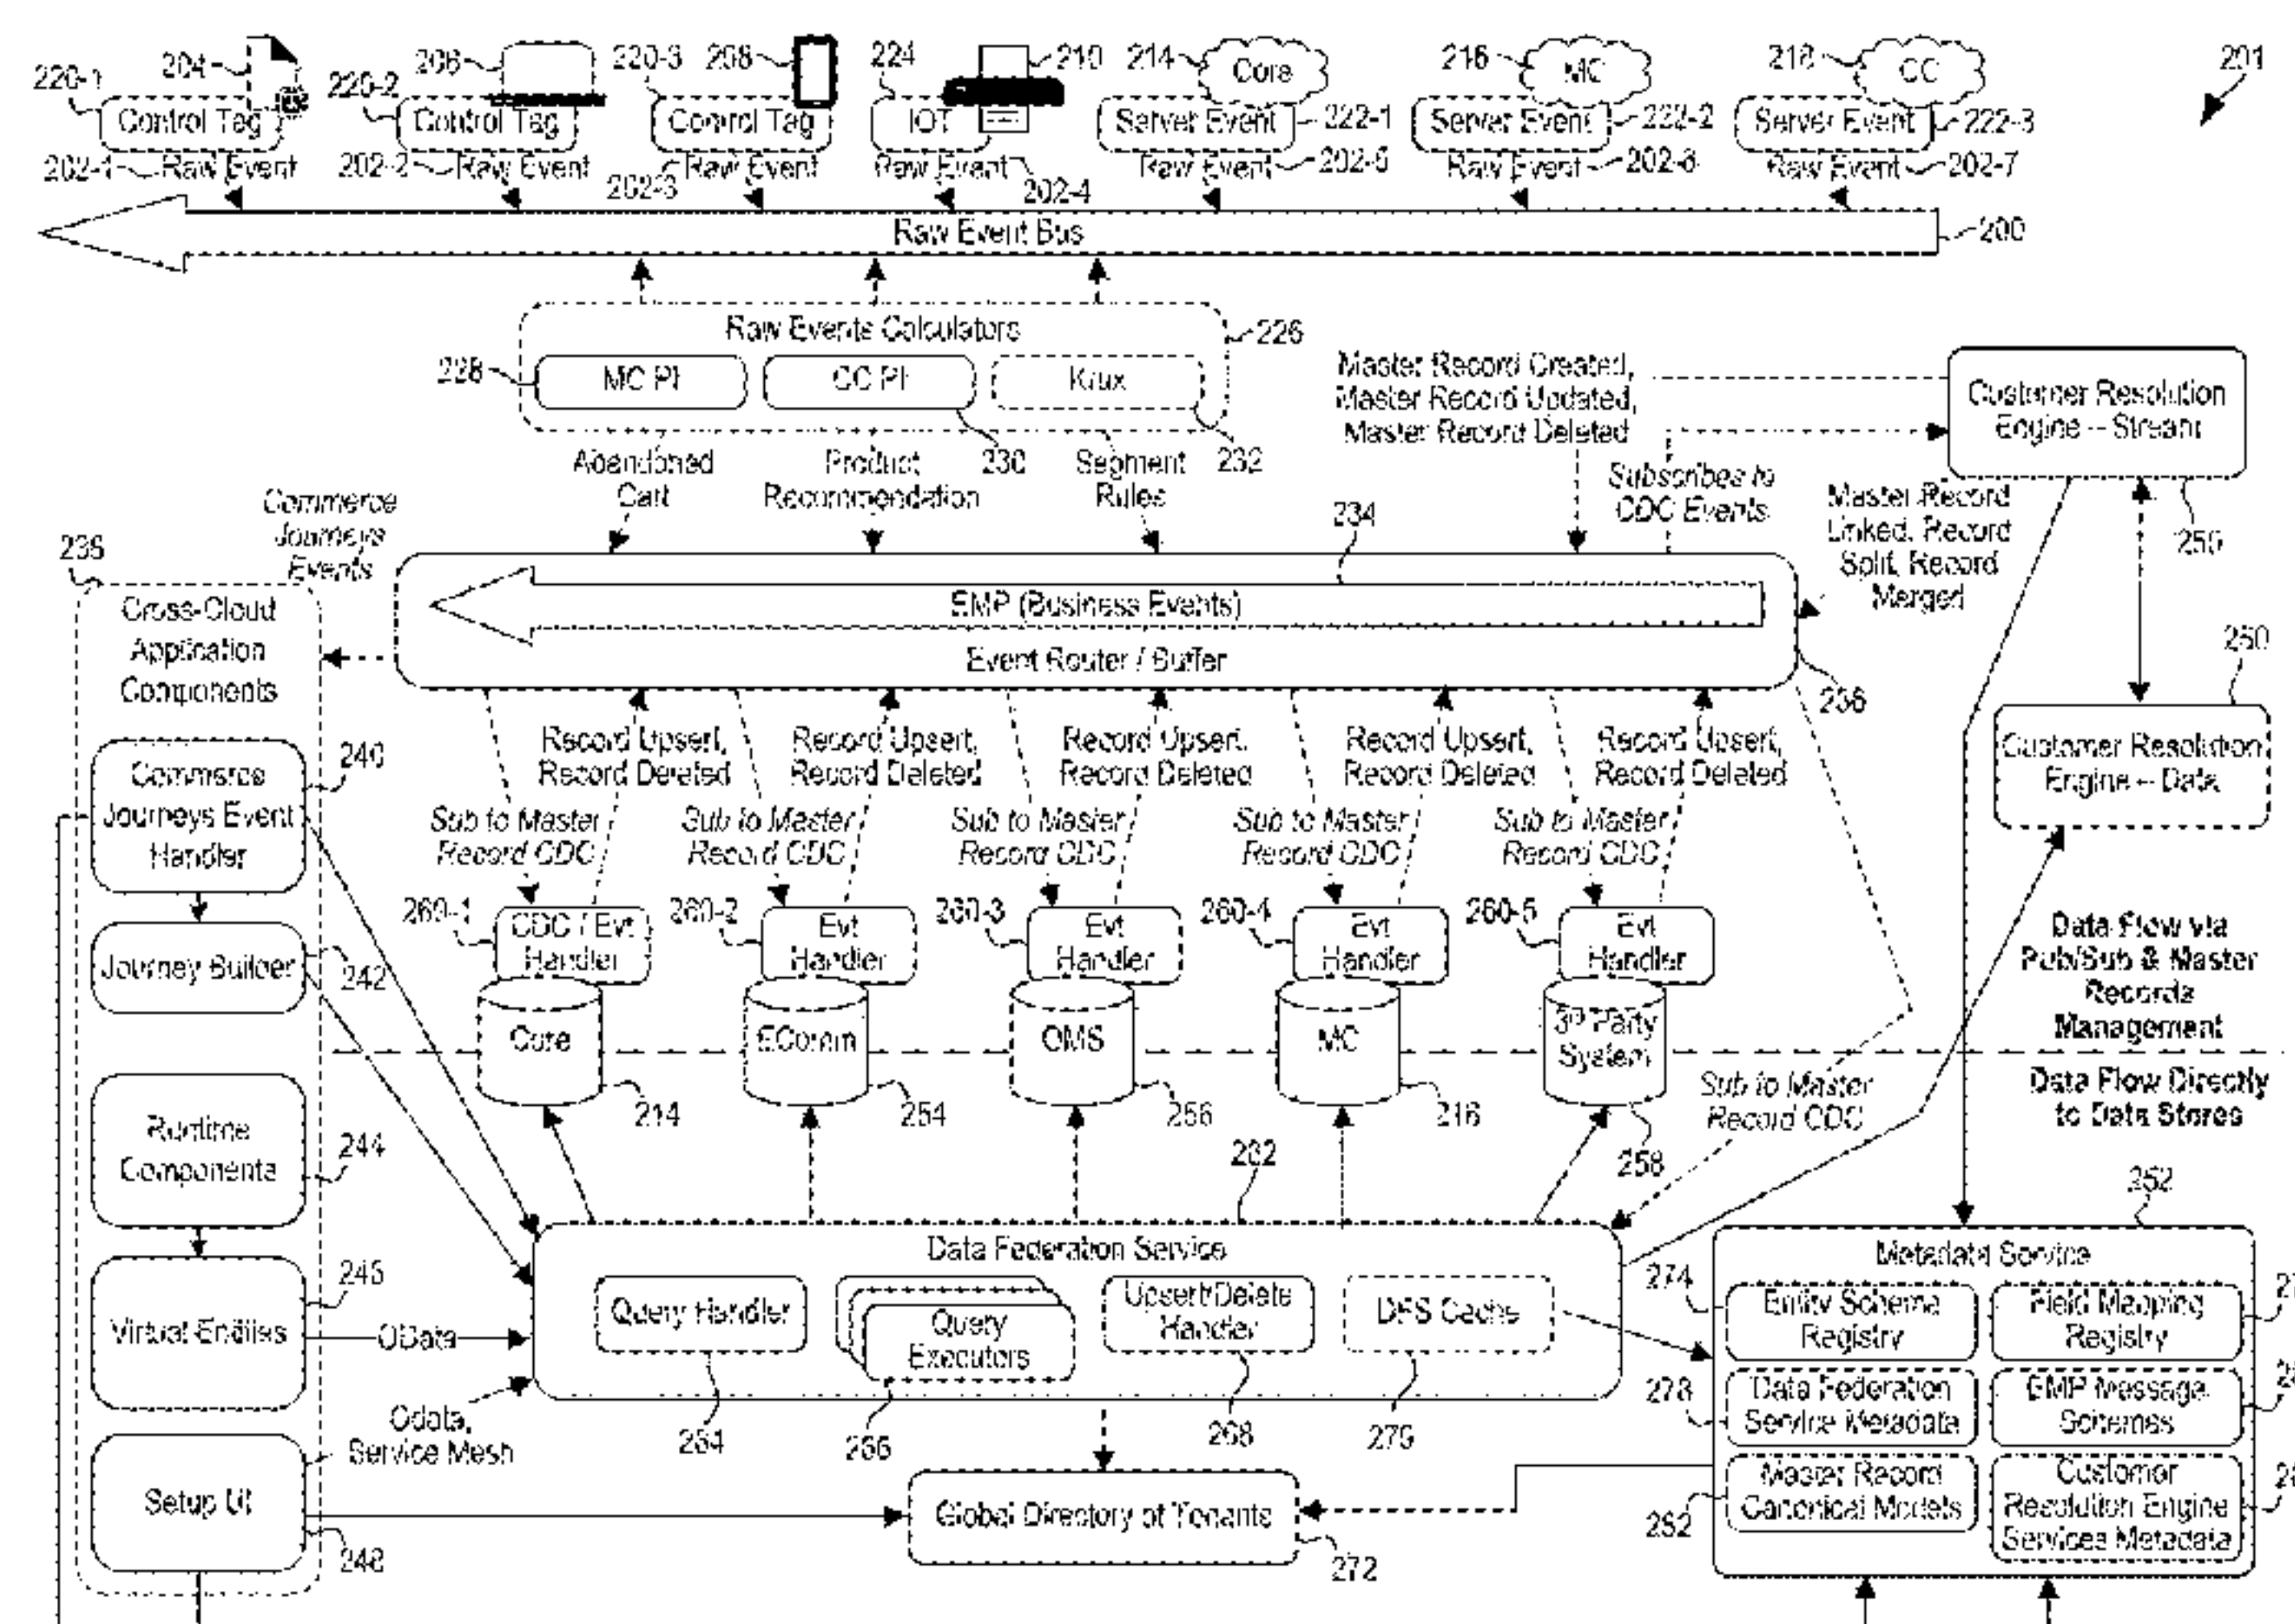 201
204
206
208
224
210
214
Core
216
MC
218
CC
220-1
Control Tag
220-2
Control Tag
220-3
Control Tag
IOT
Server Event
222-1
Server Event
222-2
Server Event
222-3
202-1
Raw Event
202-2
Raw Event
202-3
Raw Event
Raw Event
202-4
Raw Event
202-5
Raw Event
202-6
Raw Event
202-7
Raw Event Bus
200
Raw Events Calculators
226
228
MC PI
CC PI
Krux
230
232
Abandoned
Cart
Product
Recommendation
Segment
Rules
Master Record Created,
Master Record Updated,
Master Record Deleted
Subscribes to
CDC Events
Customer Resolution
Engine -- Stream
Master Record
Linked, Record
Split, Record
Merged
Commerce
Journeys
Events
234
EMP (Business Events)
Event Router / Buffer
Customer Resolution
Engine -- Data
Cross-Cloud
Application
Components
240
Commerce
Journeys Event
Handler
Journey Builder
242
Runtime
Components
244
Virtual Entities
Setup UI
248
Record Upsert,
Record Deleted
Record Upsert,
Record Deleted
Record Upsert,
Record Deleted
Record Upsert,
Record Deleted
Record Upsert,
Record Deleted
Sub to Master
Record CDC
Sub to Master
Record CDC
Sub to Master
Record CDC
Sub to Master
Record CDC
Sub to Master
Record CDC
260-1
CDC / Evt
Handler
260-2
Evt
Handler
260-3
Evt
Handler
260-4
Evt
Handler
260-5
Evt
Handler
Core
214
EComm
254
OMS
256
MC
216
3rd Party
System
258
Data Flow via
Pub/Sub & Master
Records
Management
Data Flow Directly
to Data Stores
Sub to Master
Record CDC
262
Data Federation Service
Query Handler
264
Query
Executors
266
Upsert/Delete
Handler
268
DFS Cache
OData
Odata,
Service Mesh
Global Directory of Tenants
272
252
Metadata Service
274
Entity Schema
Registry
Field Mapping
Registry
278
Data Federation
Service Metadata
EMP Message
Schemes
282
Master Record
Canonical Models
Customer
Resolution Engine
Services Metadata